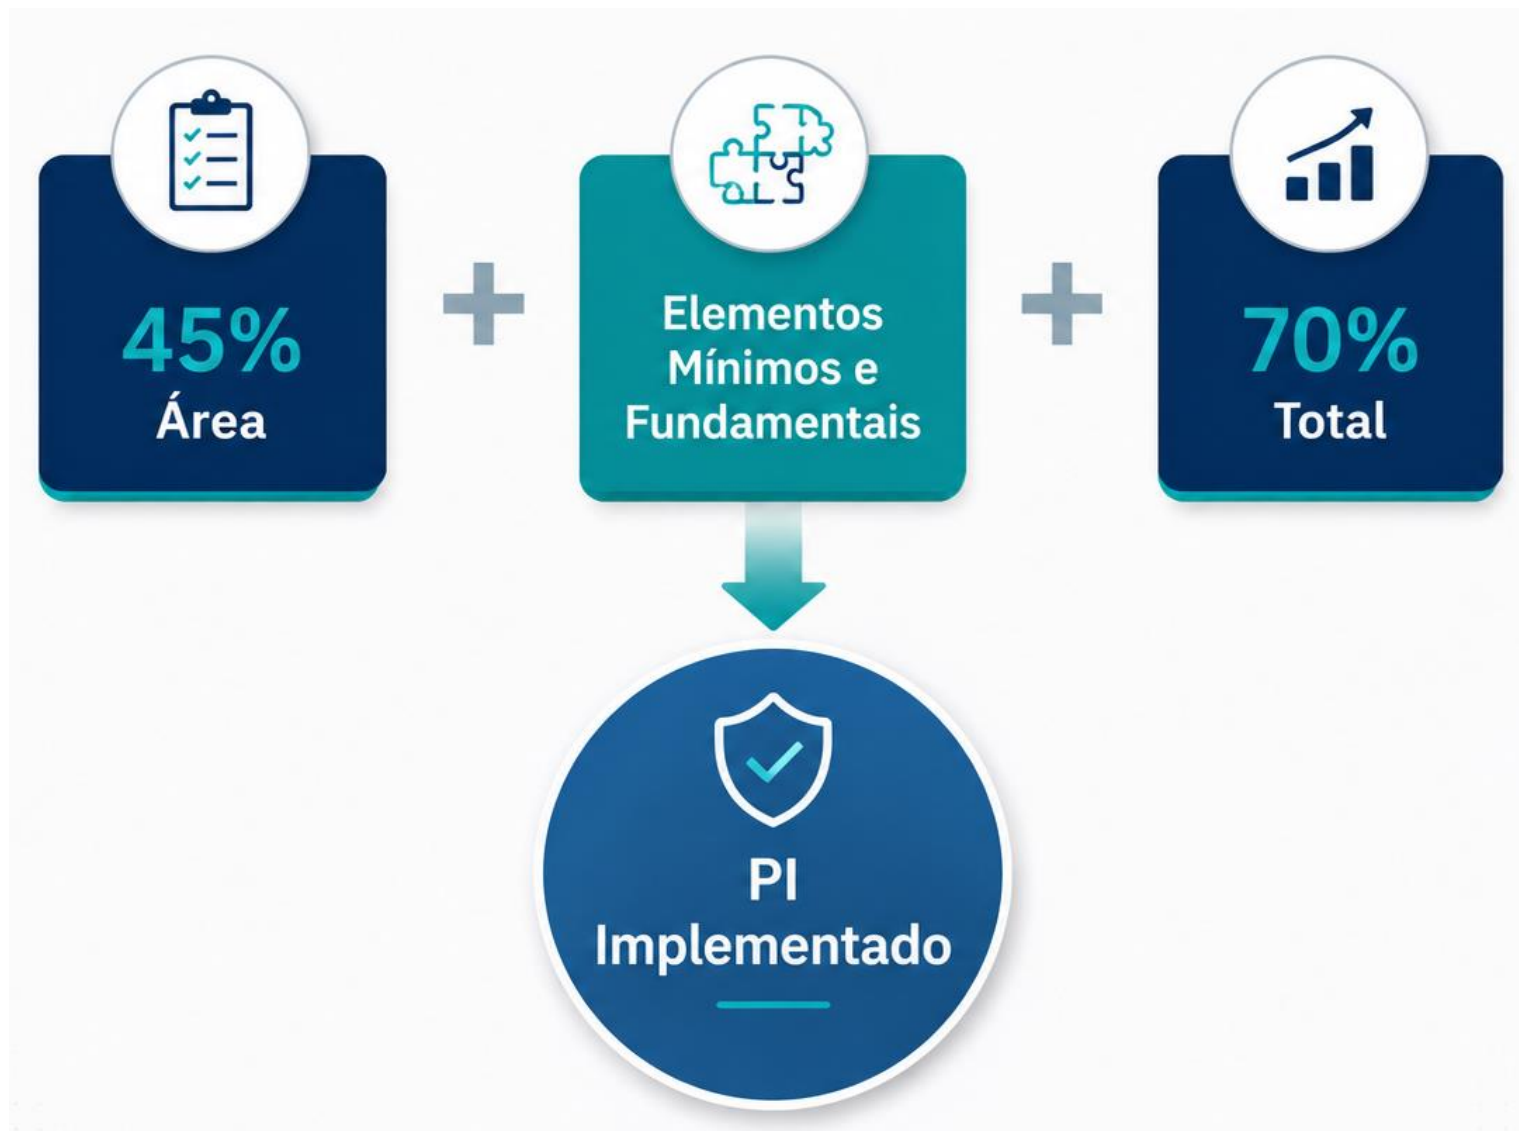 45%
Área
Elementos
Mínimos e
Fundamentais
70%
Total
PI
Implementado